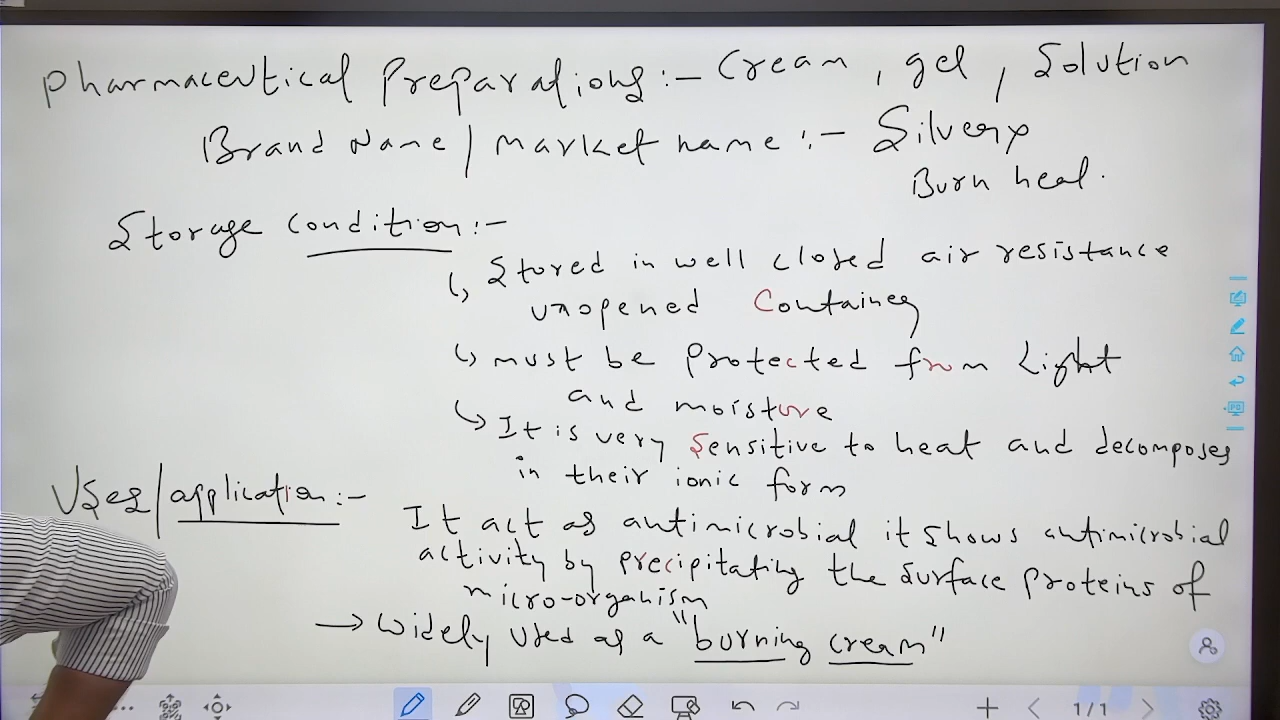 Pharmaceutical Preparations:- Cream, gel, Solution
Brand Name / Market name :- Silverx
Burn heal.
Storage condition:-
Stored in well closed air resistance
unopened Container
must be protected from Light
and moisture
It is very Sensitive to heat and decomposes
in their ionic form
Uses/application:-
It act as antimicrobial it shows antimicrobial
activity by precipitating the surface proteins of
micro-organism
→ Widely used as a "burning cream"
1/1